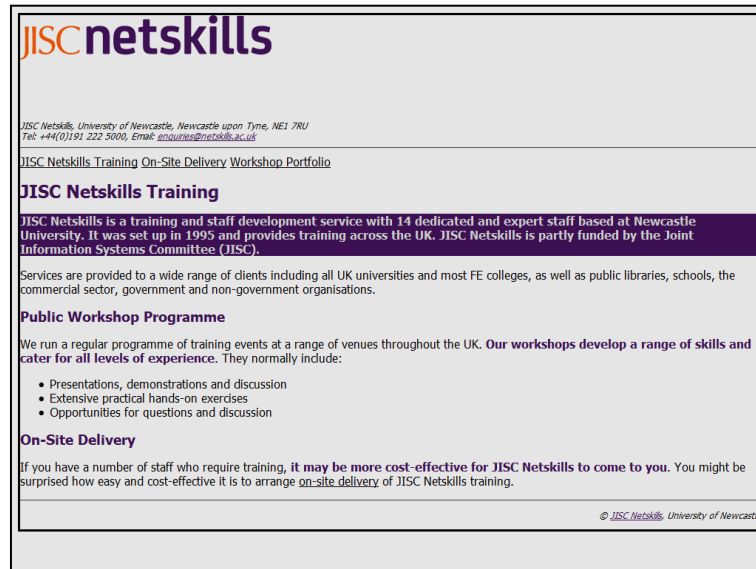 JISC netskills
JISC Netskills, University of Newcastle, Newcastle upon Tyne, NE1 7RU
Tel: +44(0)191 222 5000, Email: enquiries@netskills.ac.uk
JISC Netskills Training On-Site Delivery Workshop Portfolio
JISC Netskills Training
JISC Netskills is a training and staff development service with 14 dedicated and expert staff based at Newcastle
University. It was set up in 1995 and provides training across the UK. JISC Netskills is partly funded by the Joint
Information Systems Committee (JISC).
Services are provided to a wide range of clients including all UK universities and most FE colleges, as well as public libraries, schools, the
commercial sector, government and non-government organisations.
Public Workshop Programme
We run a regular programme of training events at a range of venues throughout the UK. Our workshops develop a range of skills and
cater for all levels of experience. They normally include:
• Presentations, demonstrations and discussion
• Extensive practical hands-on exercises
• Opportunities for questions and discussion
On-Site Delivery
If you have a number of staff who require training, it may be more cost-effective for JISC Netskills to come to you. You might be
surprised how easy and cost-effective it is to arrange on-site delivery of JISC Netskills training.
© JISC Netskills, University of Newcastl